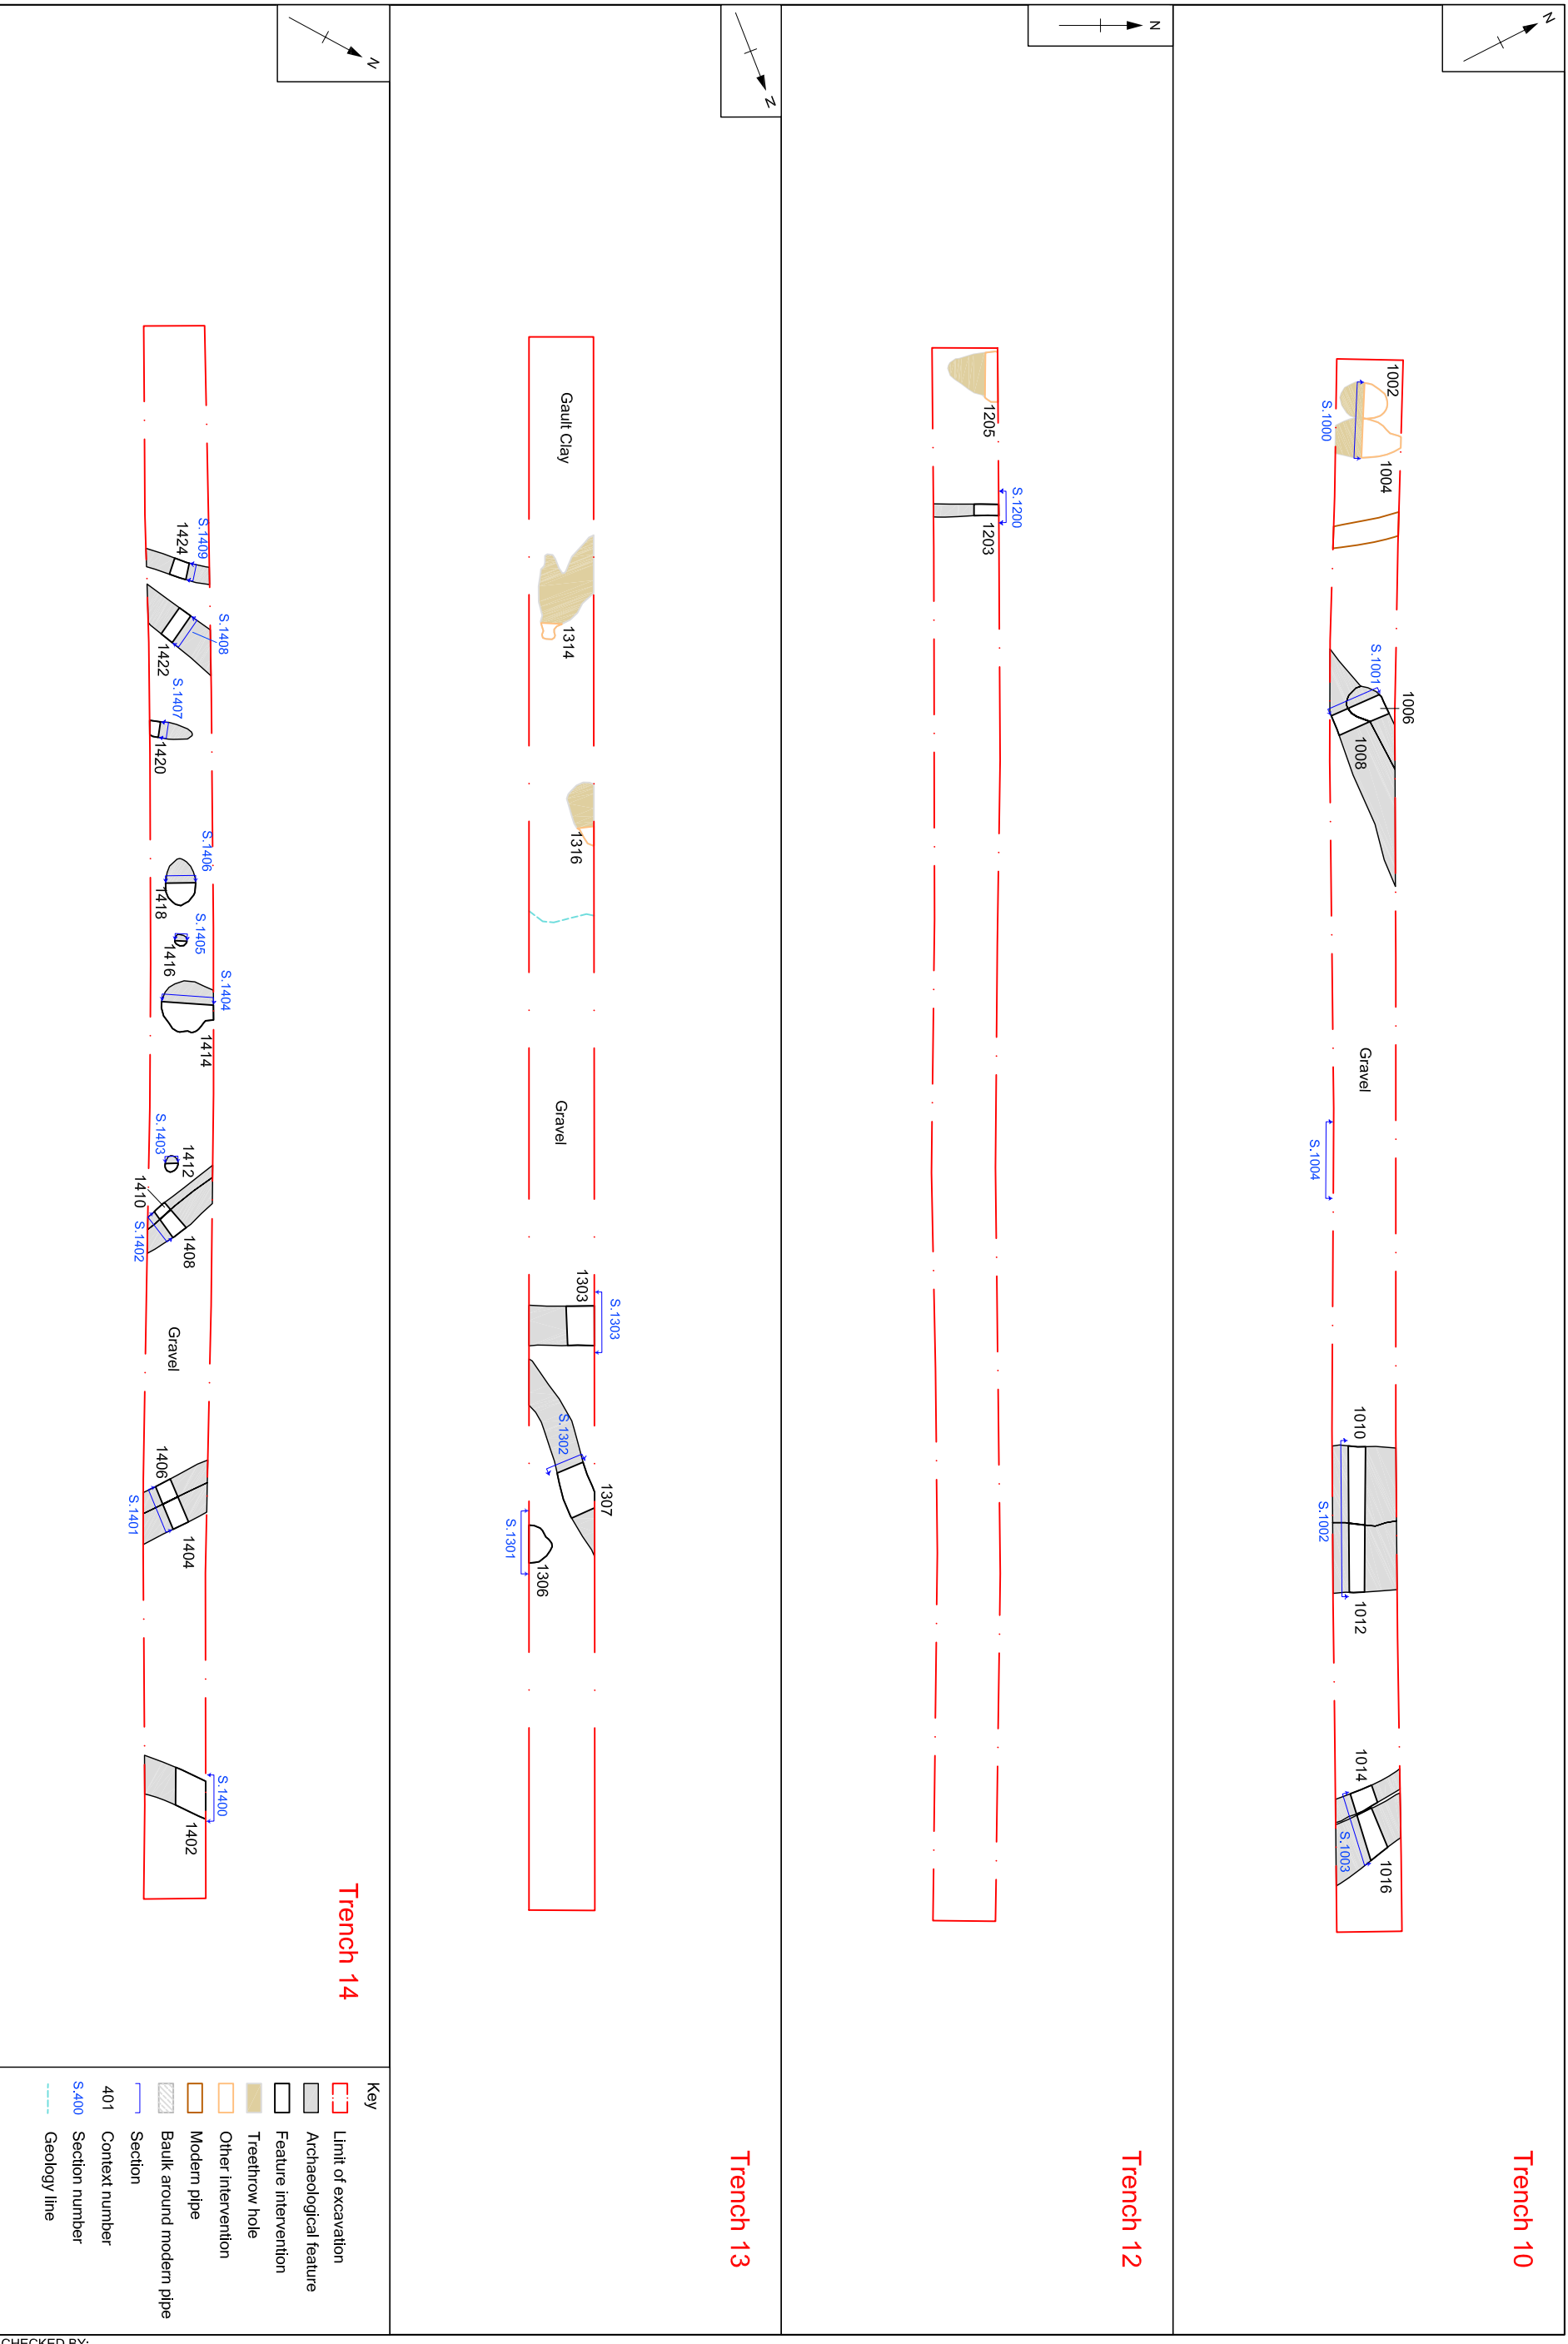 N
Trench 10
1002
S.1000
1004
S.1001
1006
1008
Gravel
S.1004
1010
S.1002
1012
1014
S.1003
1016
N
Trench 12
1205
S.1200
1203
N
Trench 13
Gault Clay
1314
1316
Gravel
1303
S.1303
S.1302
1307
S.1301
1306
N
Trench 14
S.1409
1424
S.1408
1422
S.1407
1420
S.1406
1418
S.1405
1416
S.1404
1414
S.1403
1412
1410
S.1402
1408
Gravel
1406
S.1401
1404
S.1400
1402
Key
Limit of excavation
Archaeological feature
Feature intervention
Treethrow hole
Other intervention
Modern pipe
Baulk around modern pipe
Section
401 Context number
S.400 Section number
Geology line
CHECKED BY: